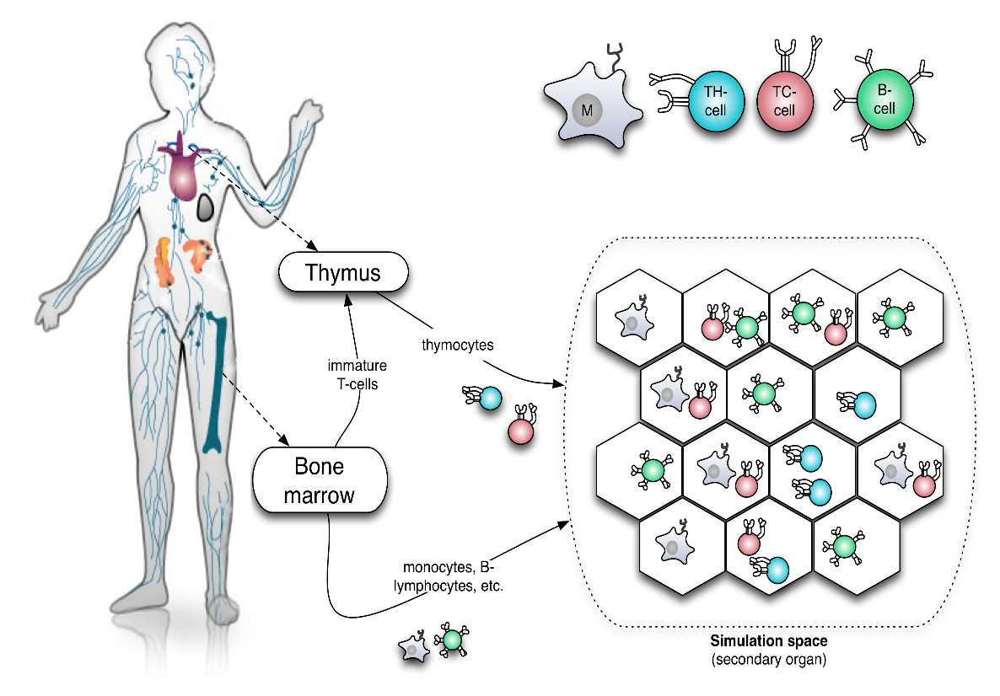 M
TH-
cell
TC-
cell
B-
cell
Thymus
thymocytes
immature
T-cells
Bone
marrow
monocytes, B-
lymphocytes, etc.
Simulation space
(secondary organ)